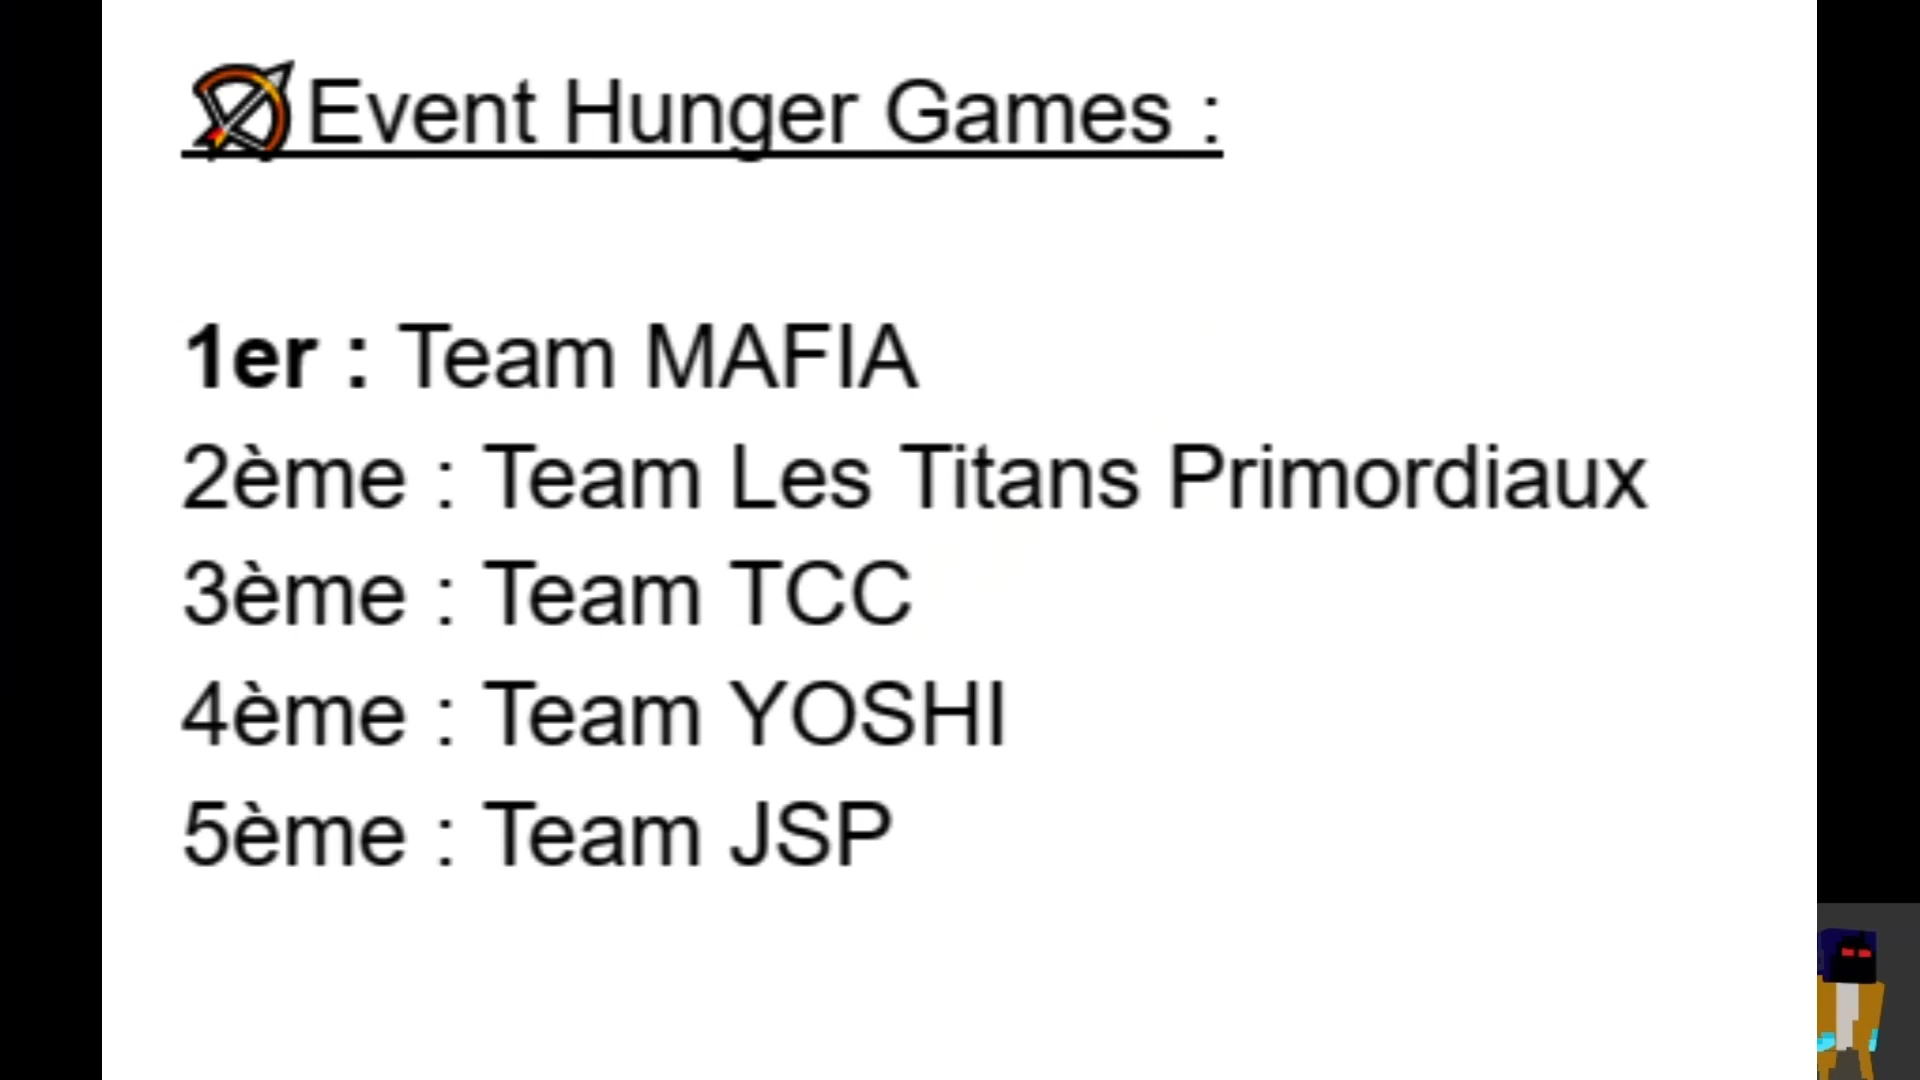 Event Hunger Games :
1er : Team MAFIA
2ème : Team Les Titans Primordiaux
3ème : Team TCC
4ème : Team YOSHI
5ème : Team JSP